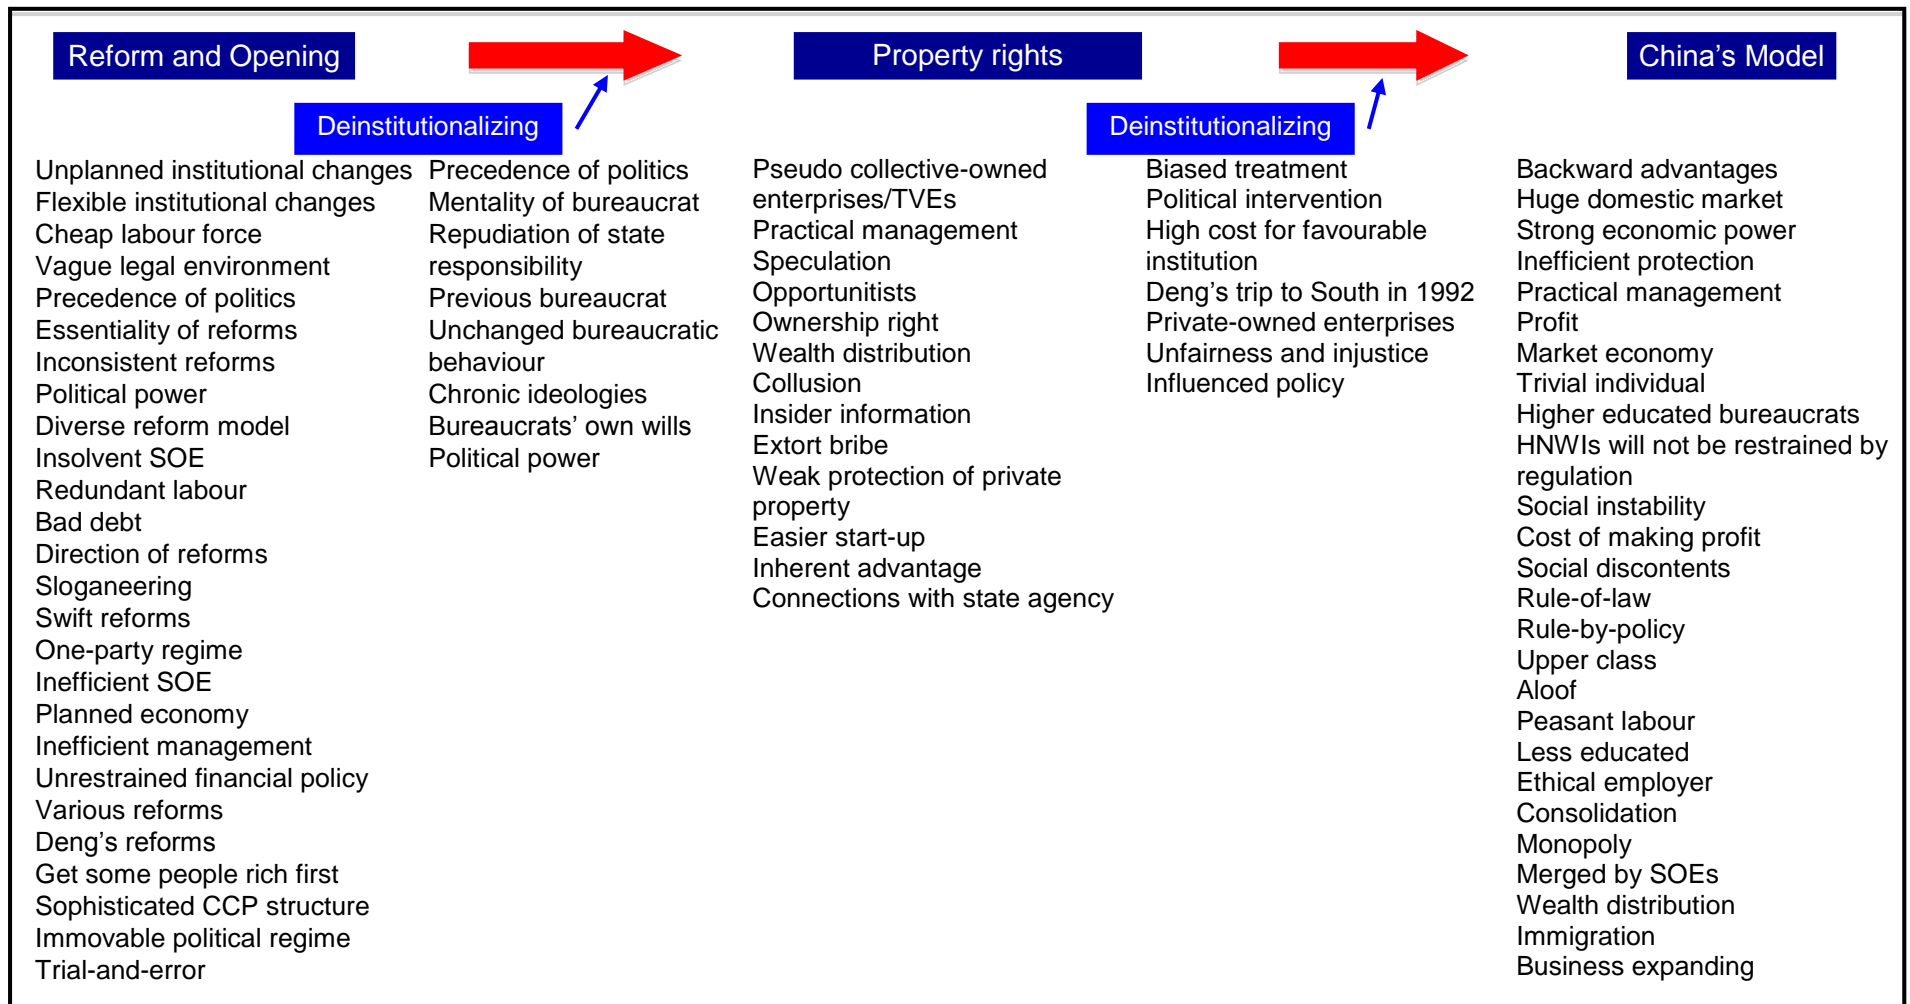 Reform and Opening
Property rights
China's Model
Deinstitutionalizing
Deinstitutionalizing
Unplanned institutional changes
Flexible institutional changes
Cheap labour force
Vague legal environment
Precedence of politics
Essentiality of reforms
Inconsistent reforms
Political power
Diverse reform model
Insolvent SOE
Redundant labour
Bad debt
Direction of reforms
Sloganeering
Swift reforms
One-party regime
Inefficient SOE
Planned economy
Inefficient management
Unrestrained financial policy
Various reforms
Deng's reforms
Get some people rich first
Sophisticated CCP structure
Immovable political regime
Trial-and-error
Precedence of politics
Mentality of bureaucrat
Repudiation of state
responsibility
Previous bureaucrat
Unchanged bureaucratic
behaviour
Chronic ideologies
Bureaucrats' own wills
Political power
Pseudo collective-owned
enterprises/TVEs
Practical management
Speculation
Opportunitists
Ownership right
Wealth distribution
Collusion
Insider information
Extort bribe
Weak protection of private
property
Easier start-up
Inherent advantage
Connections with state agency
Biased treatment
Political intervention
High cost for favourable
institution
Deng's trip to South in 1992
Private-owned enterprises
Unfairness and injustice
Influenced policy
Backward advantages
Huge domestic market
Strong economic power
Inefficient protection
Practical management
Profit
Market economy
Trivial individual
Higher educated bureaucrats
HNWIs will not be restrained by
regulation
Social instability
Cost of making profit
Social discontents
Rule-of-law
Rule-by-policy
Upper class
Aloof
Peasant labour
Less educated
Ethical employer
Consolidation
Monopoly
Merged by SOEs
Wealth distribution
Immigration
Business expanding